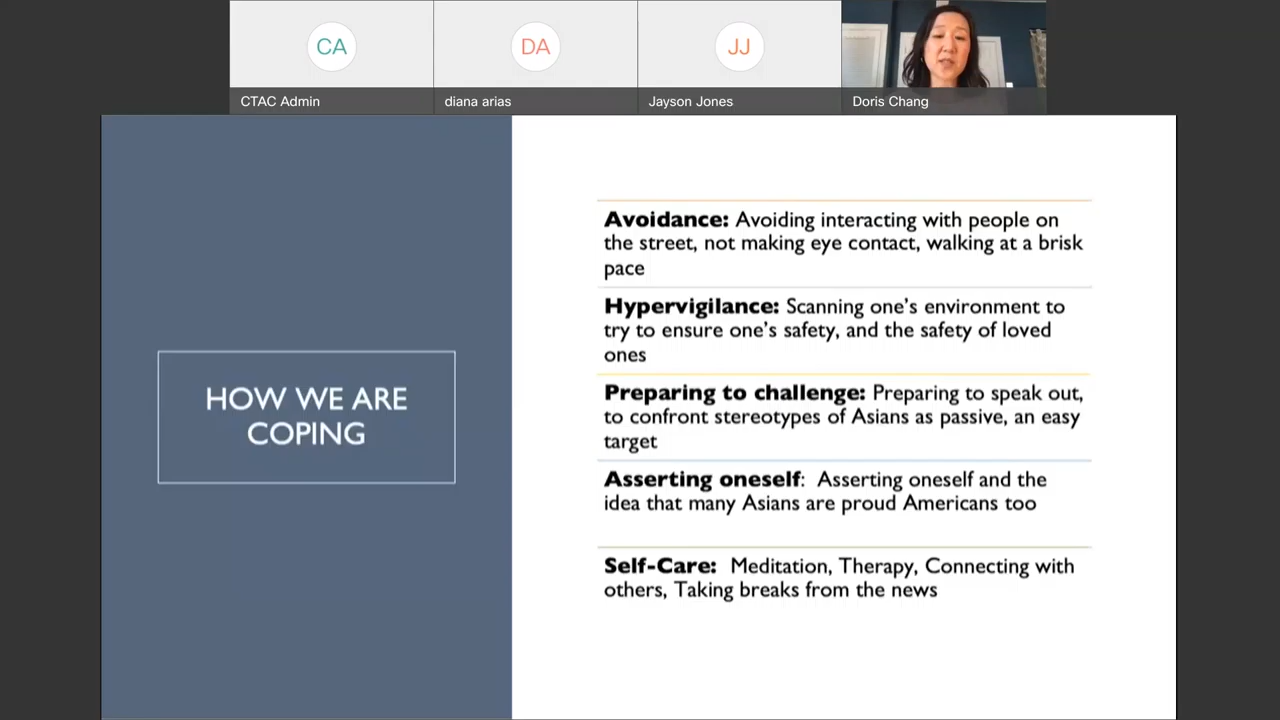 CA
DA
JJ
CTAC Admin
diana arias
Jayson Jones
Doris Chang
HOW WE ARE
COPING
Avoidance: Avoiding interacting with people on
the street, not making eye contact, walking at a brisk
pace
Hypervigilance: Scanning one's environment to
try to ensure one's safety, and the safety of loved
ones
Preparing to challenge: Preparing to speak out,
to confront stereotypes of Asians as passive, an easy
target
Asserting oneself: Asserting oneself and the
idea that many Asians are proud Americans too
Self-Care: Meditation, Therapy, Connecting with
others, Taking breaks from the news